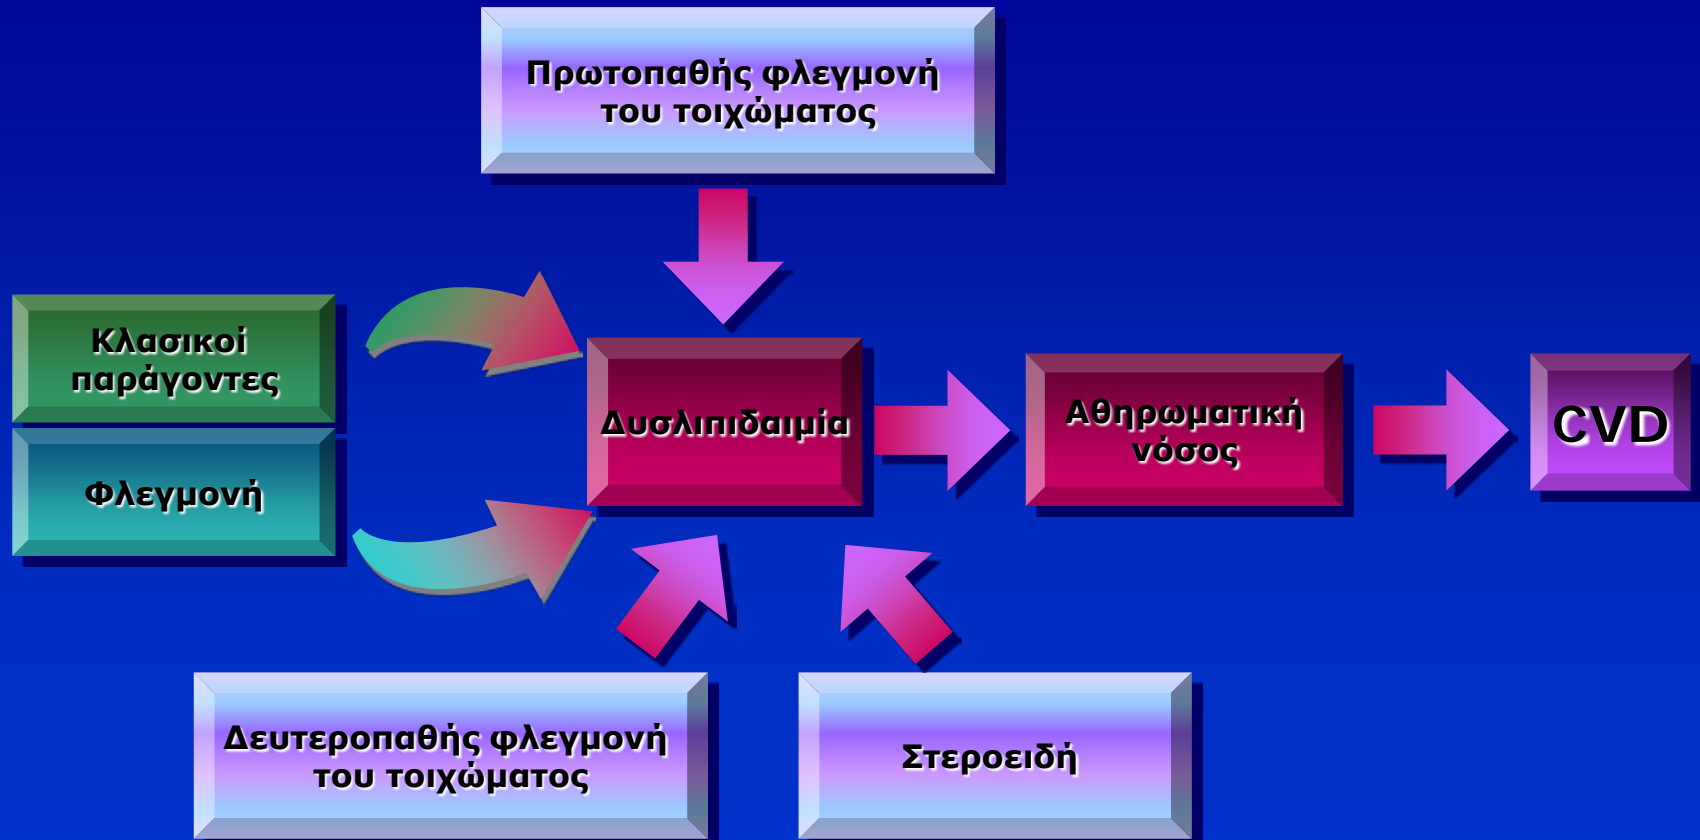 Πρωτοπαθής φλεγμονή
του τοιχώματος
Κλασικοί
παράγοντες
Φλεγμονή
Δυσλιπιδαιμία
Αθηρωματική
νόσος
CVD
Δευτεροπαθής φλεγμονή
του τοιχώματος
Στεροειδή